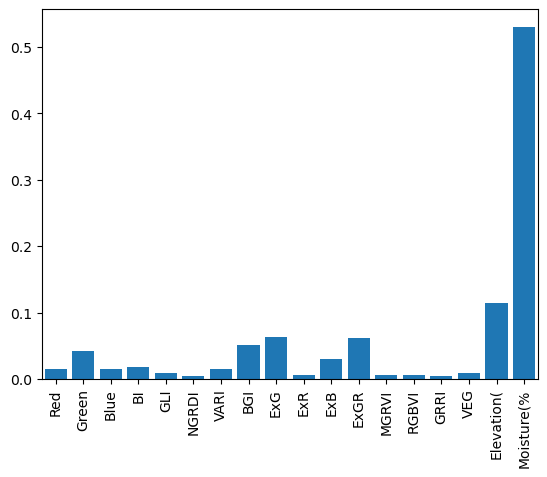 0.5
0.4
0.3
0.2
0.1
0.0
Red
Green
Blue
BI
GLI
NGRDI
VARI
BGI
ExG
ExR
ExB
ExGR
MGRVI
RGBVI
GRRI
VEG
Elevation(
Moisture(%